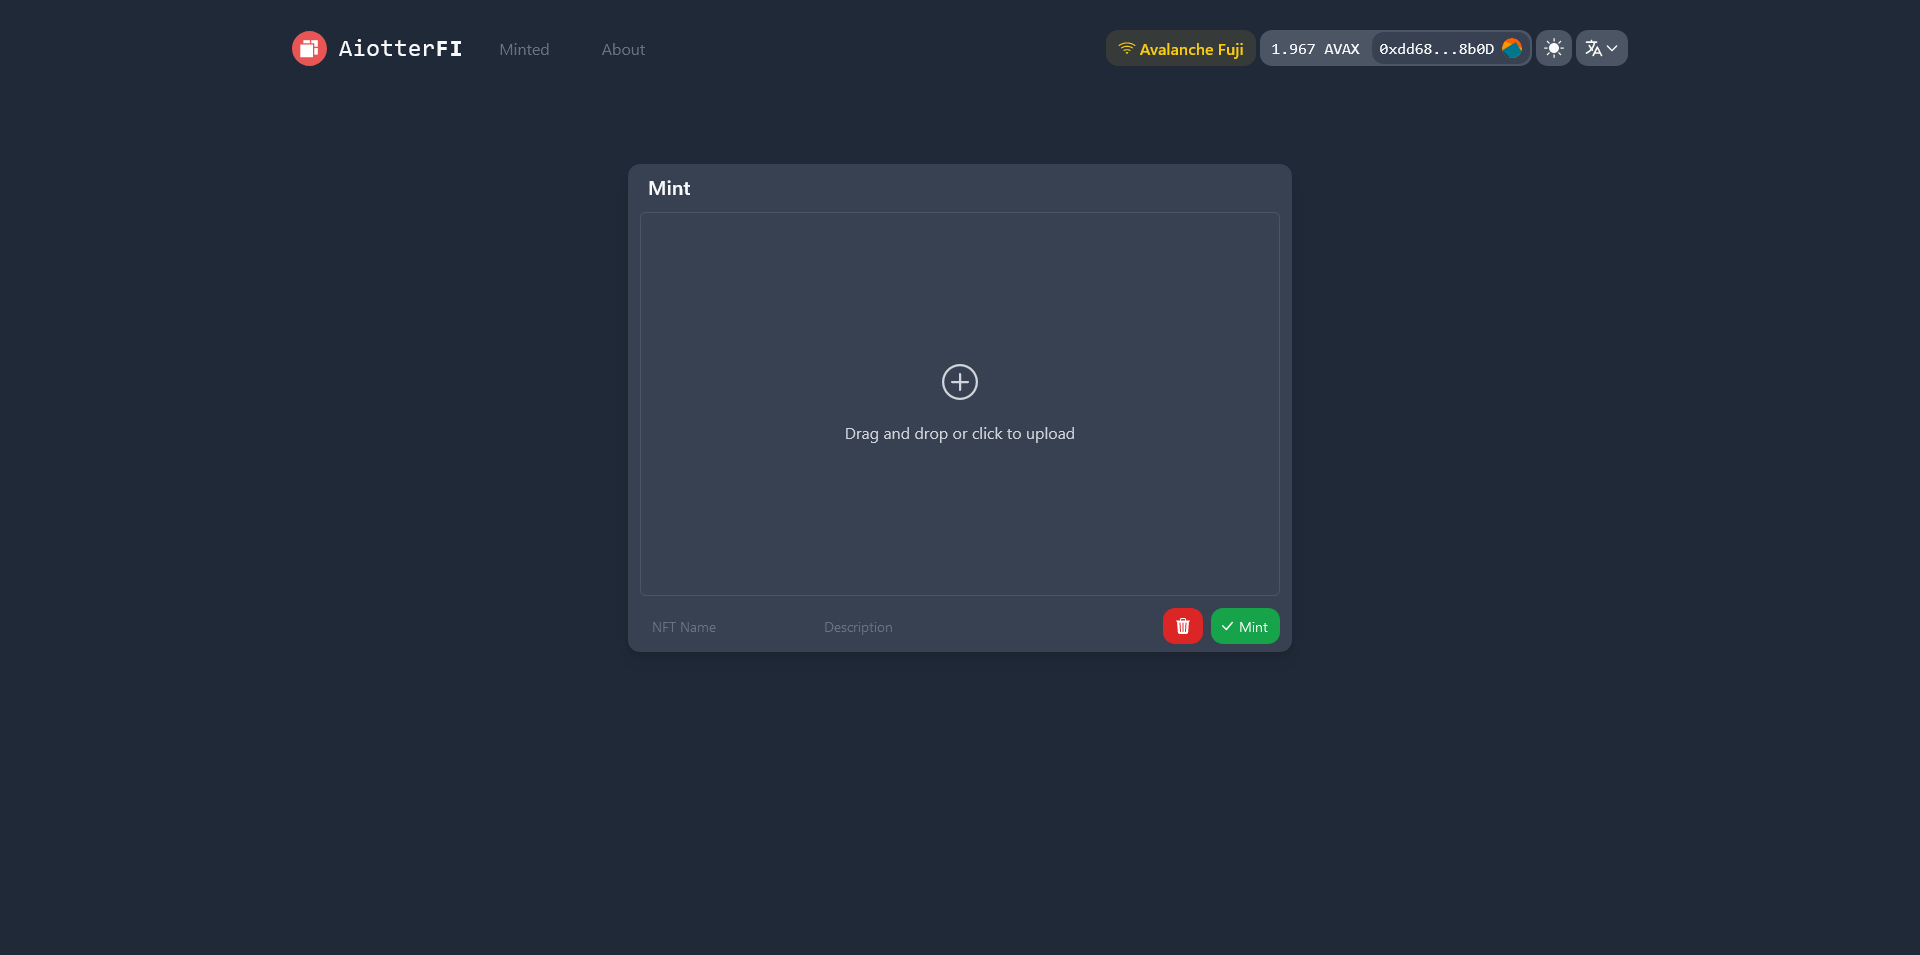 AiotterFI
Minted
About
Avalanche Fuji
1.967 AVAX
0xdd68...8b0D
Mint
Drag and drop or click to upload
NFT Name
Description
Mint